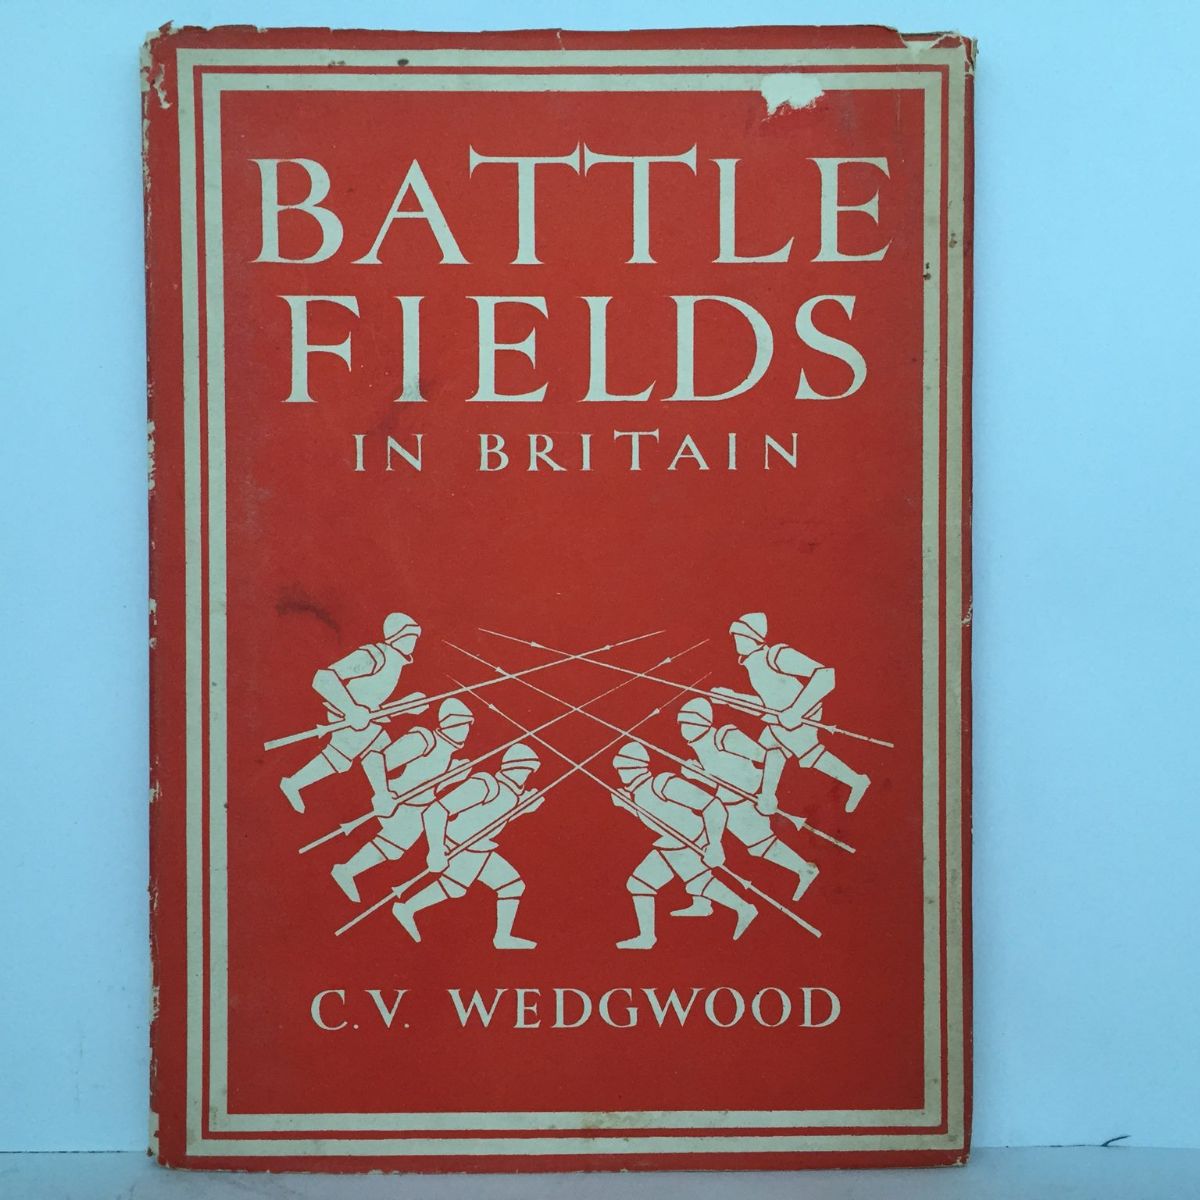 BATTLE
FIELDS
IN BRITAIN
C.V. WEDGWOOD